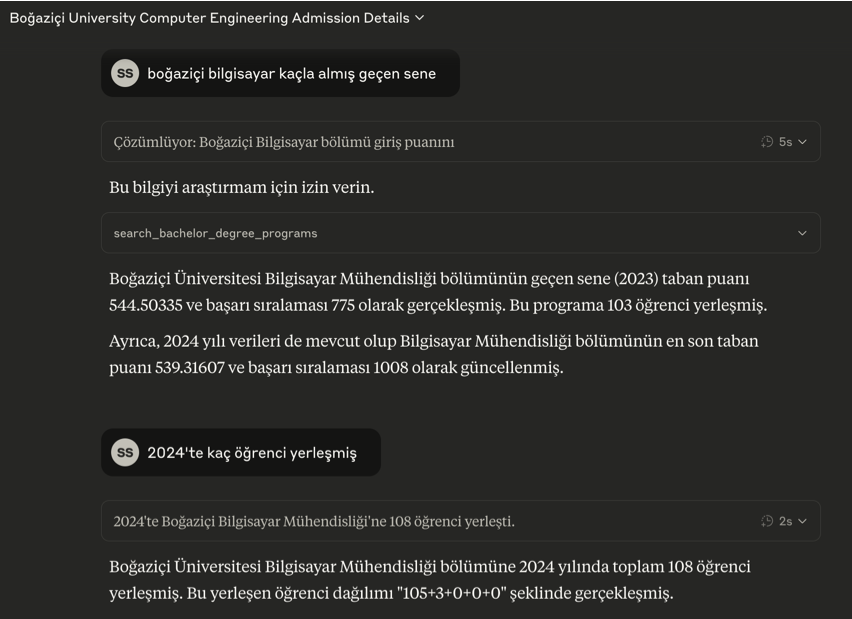 Boğaziçi University Computer Engineering Admission Details
SS boğaziçi bilgisayar kaçla almış geçen sene
Çözümlüyor: Boğaziçi Bilgisayar bölümü giriş puanını 5s
Bu bilgiyi araştırmam için izin verin.
search_bachelor_degree_programs
Boğaziçi Üniversitesi Bilgisayar Mühendisliği bölümünün geçen sene (2023) taban puanı
544.50335 ve başarı sıralaması 775 olarak gerçekleşmiş. Bu programa 103 öğrenci yerleşmiş.
Ayrıca, 2024 yılı verileri de mevcut olup Bilgisayar Mühendisliği bölümünün en son taban
puanı 539.31607 ve başarı sıralaması 1008 olarak güncellenmiş.
SS 2024'te kaç öğrenci yerleşmiş
2024'te Boğaziçi Bilgisayar Mühendisliği'ne 108 öğrenci yerleşti. 2s
Boğaziçi Üniversitesi Bilgisayar Mühendisliği bölümüne 2024 yılında toplam 108 öğrenci
yerleşmiş. Bu yerleşen öğrenci dağılımı "105+3+0+0+0" şeklinde gerçekleşmiş.